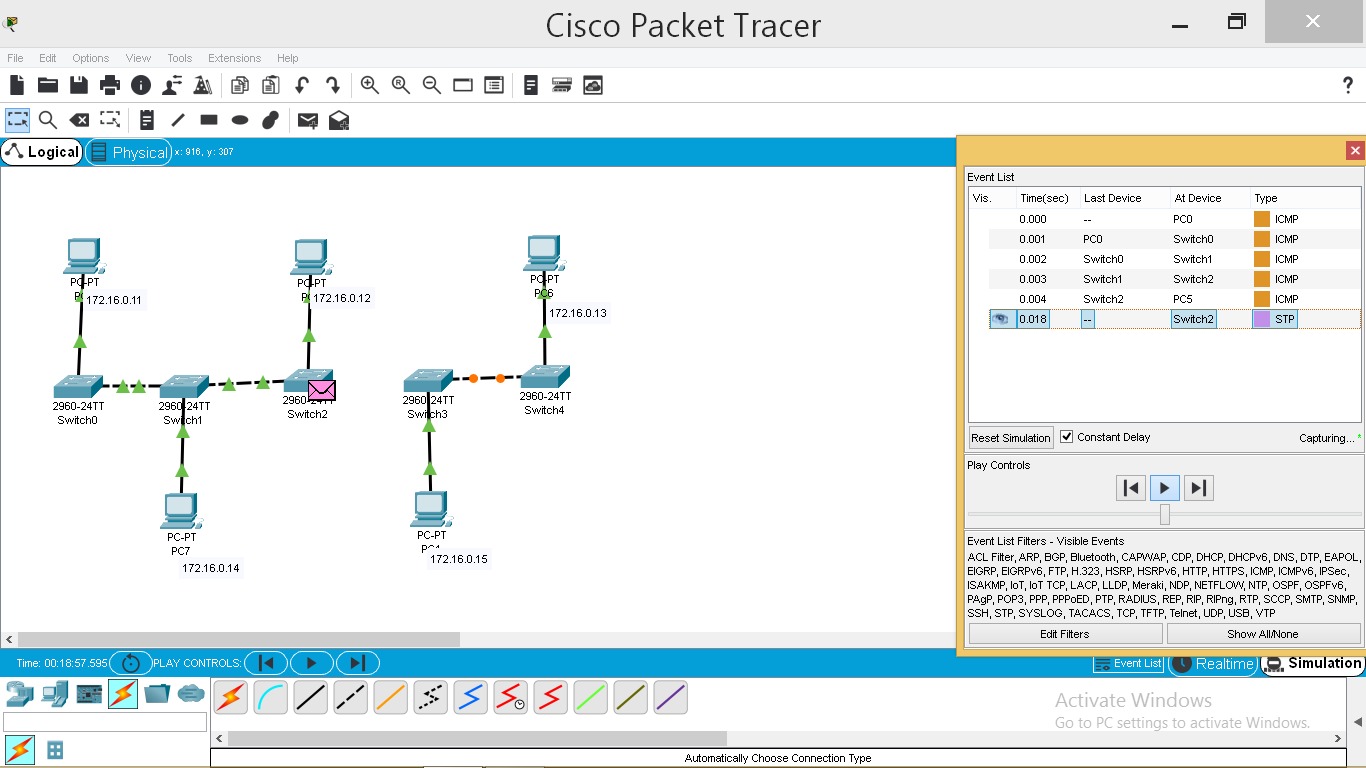 Cisco Packet Tracer
File Edit Options View Tools Extensions Help
Logical Physical x: 916, y: 307
Event List
Vis. Time(sec) Last Device At Device Type
0.000 -- PC0 ICMP
0.001 PC0 Switch0 ICMP
0.002 Switch0 Switch1 ICMP
0.003 Switch1 Switch2 ICMP
0.004 Switch2 PC5 ICMP
0.018 -- Switch2 STP
Reset Simulation Constant Delay Capturing... *
Play Controls
Event List Filters - Visible Events
ACL Filter, ARP, BGP, Bluetooth, CAPWAP, CDP, DHCP, DHCPv6, DNS, DTP, EAPOL,
EIGRP, EIGRPv6, FTP, H.323, HSRP, HSRPv6, HTTP, HTTPS, ICMP, ICMPv6, IPSec,
ISAKMP, IoT, IoT TCP, LACP, LLDP, Meraki, NDP, NETFLOW, NTP, OSPF, OSPFv6,
PAgP, POP3, PPP, PPPoED, PTP, RADIUS, REP, RIP, RIPng, RTP, SCCP, SMTP, SNMP,
SSH, STP, SYSLOG, TACACS, TCP, TFTP, Telnet, UDP, USB, VTP
Edit Filters Show All/None
PC-PT
172.16.0.11
PC-PT
172.16.0.12
PC-PT
PC6
172.16.0.13
2960-24TT
Switch0
2960-24TT
Switch1
2960-24TT
Switch2
2960-24TT
Switch3
2960-24TT
Switch4
PC-PT
PC7
172.16.0.14
PC-PT
172.16.0.15
Time: 00:18:57.595 PLAY CONTROLS: Event List Realtime Simulation
Activate Windows
Go to PC settings to activate Windows.
Automatically Choose Connection Type